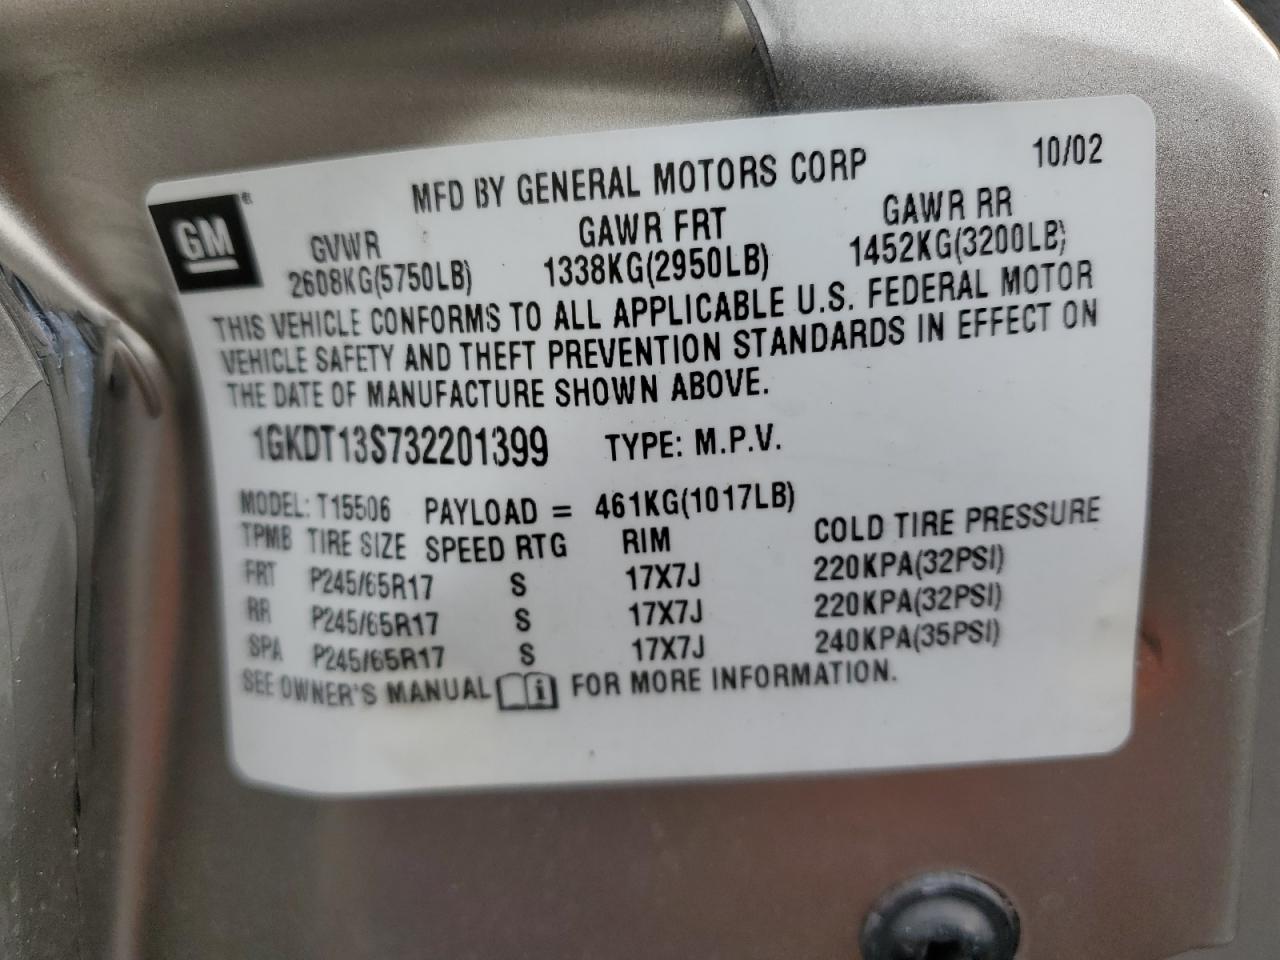 MFD BY GENERAL MOTORS CORP 10/02
GM ®
GVWR GAWR FRT GAWR RR
2608KG(5750LB) 1338KG(2950LB) 1452KG(3200LB)
THIS VEHICLE CONFORMS TO ALL APPLICABLE U.S. FEDERAL MOTOR
VEHICLE SAFETY AND THEFT PREVENTION STANDARDS IN EFFECT ON
THE DATE OF MANUFACTURE SHOWN ABOVE.
1GKDT13S732201399 TYPE: M.P.V.
MODEL: T15506 PAYLOAD = 461KG(1017LB)
TPMB TIRE SIZE SPEED RTG RIM COLD TIRE PRESSURE
FRT P245/65R17 S 17X7J 220KPA(32PSI)
RR P245/65R17 S 17X7J 220KPA(32PSI)
SPA P245/65R17 S 17X7J 240KPA(35PSI)
SEE OWNER'S MANUAL i FOR MORE INFORMATION.